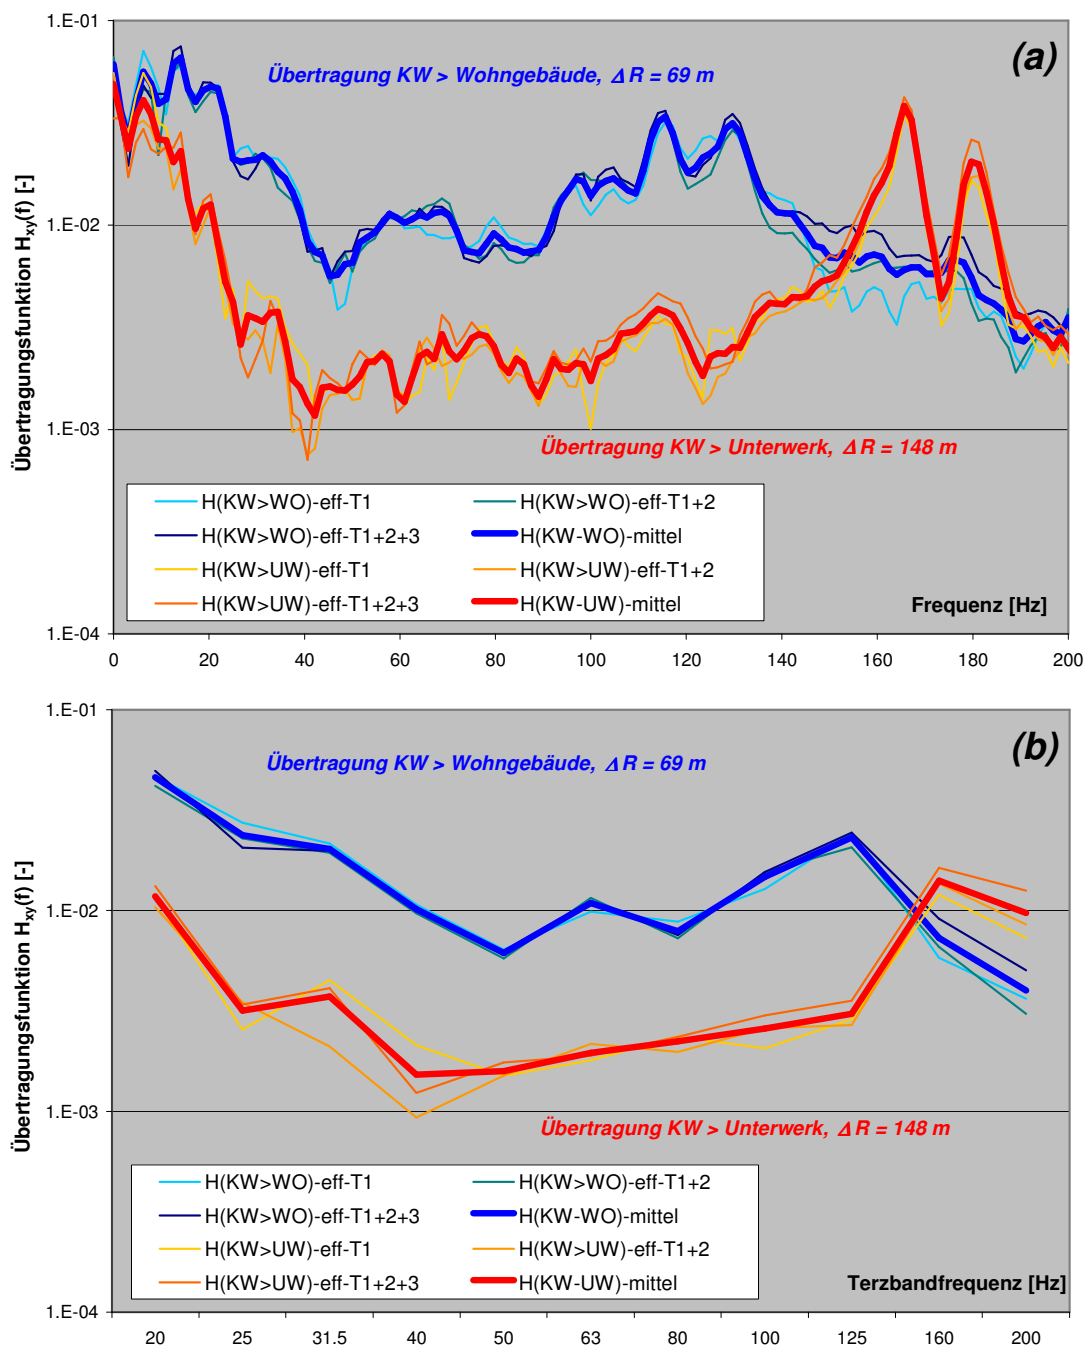 1.E-01
(a)
Übertragung KW > Wohngebäude, Δ R = 69 m
1.E-02
Übertragungsfunktion Hxy(f) [-]
1.E-03
Übertragung KW > Unterwerk, Δ R = 148 m
H(KW>WO)-eff-T1 H(KW>WO)-eff-T1+2
H(KW>WO)-eff-T1+2+3 H(KW-WO)-mittel
H(KW>UW)-eff-T1 H(KW>UW)-eff-T1+2
H(KW>UW)-eff-T1+2+3 H(KW-UW)-mittel
Frequenz [Hz]
1.E-04
0 20 40 60 80 100 120 140 160 180 200
1.E-01
(b)
Übertragung KW > Wohngebäude, Δ R = 69 m
1.E-02
Übertragungsfunktion Hxy(f) [-]
1.E-03
Übertragung KW > Unterwerk, Δ R = 148 m
H(KW>WO)-eff-T1 H(KW>WO)-eff-T1+2
H(KW>WO)-eff-T1+2+3 H(KW-WO)-mittel
H(KW>UW)-eff-T1 H(KW>UW)-eff-T1+2
H(KW>UW)-eff-T1+2+3 H(KW-UW)-mittel
Terzbandfrequenz [Hz]
1.E-04
20 25 31.5 40 50 63 80 100 125 160 200